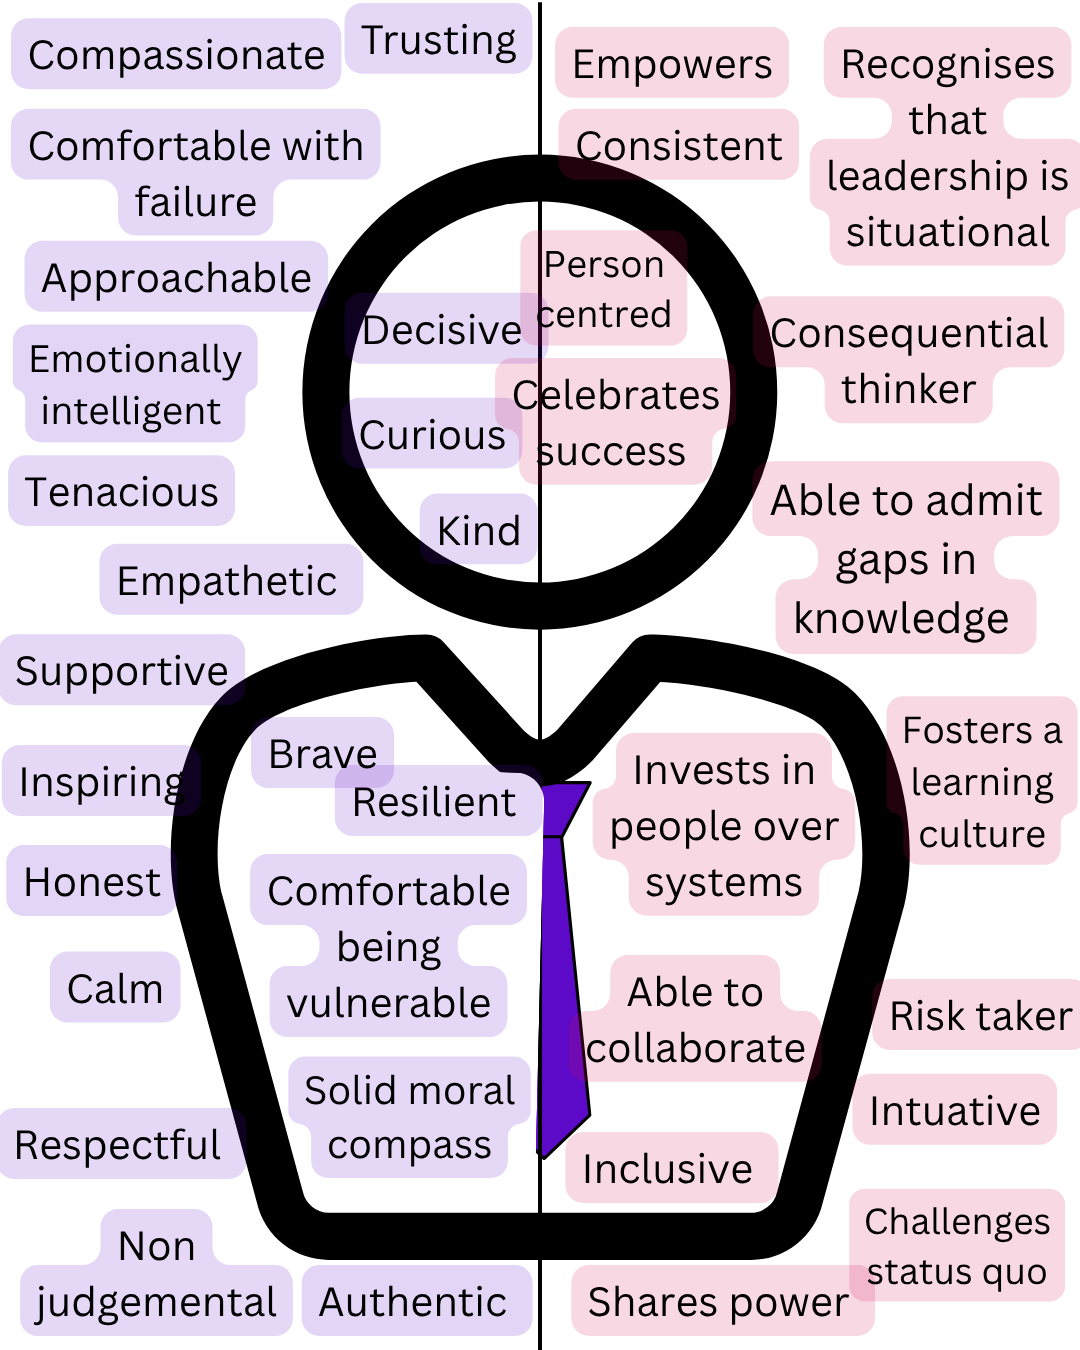 Compassionate
Trusting
Comfortable with
failure
Approachable
Emotionally
intelligent
Tenacious
Empathetic
Supportive
Inspiring
Honest
Calm
Respectful
Non
judgemental
Authentic
Decisive
Curious
Kind
Brave
Resilient
Comfortable
being
vulnerable
Solid moral
compass
Empowers
Consistent
Recognises
that
leadership is
situational
Person
centred
Celebrates
success
Consequential
thinker
Able to admit
gaps in
knowledge
Invests in
people over
systems
Fosters a
learning
culture
Able to
collaborate
Risk taker
Intuative
Inclusive
Challenges
status quo
Shares power